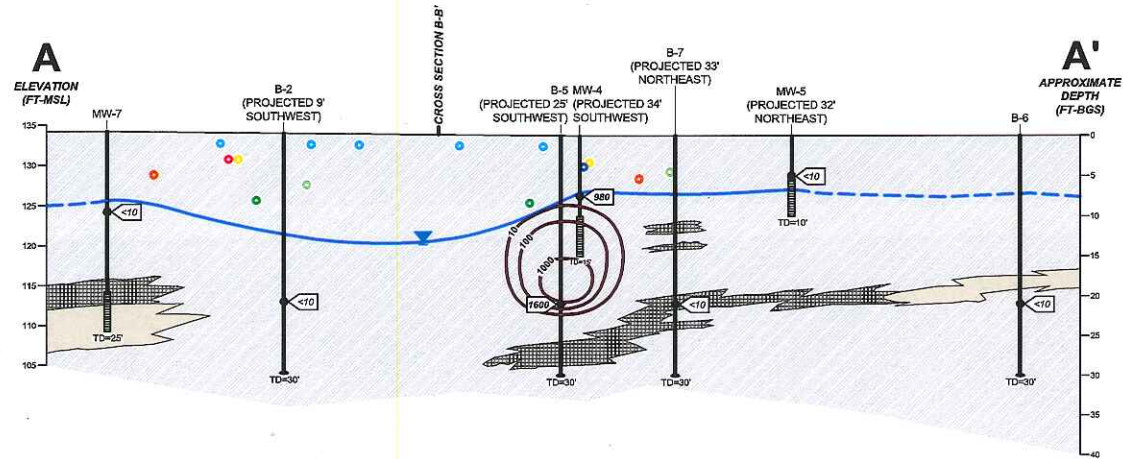 A
ELEVATION
(FT-MSL)
MW-7
B-2
(PROJECTED 9'
SOUTHWEST)
CROSS SECTION B-B'
B-5
(PROJECTED 25'
SOUTHWEST)
MW-4
(PROJECTED 34'
SOUTHWEST)
B-7
(PROJECTED 33'
NORTHEAST)
MW-5
(PROJECTED 32'
NORTHEAST)
B-6
A'
APPROXIMATE
DEPTH
(FT-BGS)
135
130
125
120
115
110
105
0
5
10
15
20
25
30
35
40
<10
<10
980
10
100
1000
1600
<10
<10
<10
TD=25'
TD=30'
TD=30'
TD=15'
TD=30'
TD=10'
TD=30'